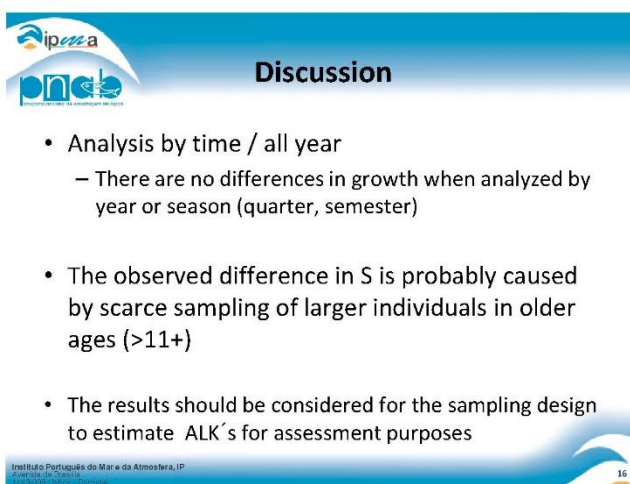 ipma
pnab
Discussion
• Analysis by time / all year
– There are no differences in growth when analyzed by
year or season (quarter, semester)
• The observed difference in S is probably caused
by scarce sampling of larger individuals in older
ages (>11+)
• The results should be considered for the sampling design
to estimate ALK´s for assessment purposes
Instituto Português do Mar e da Atmosfera, IP
16